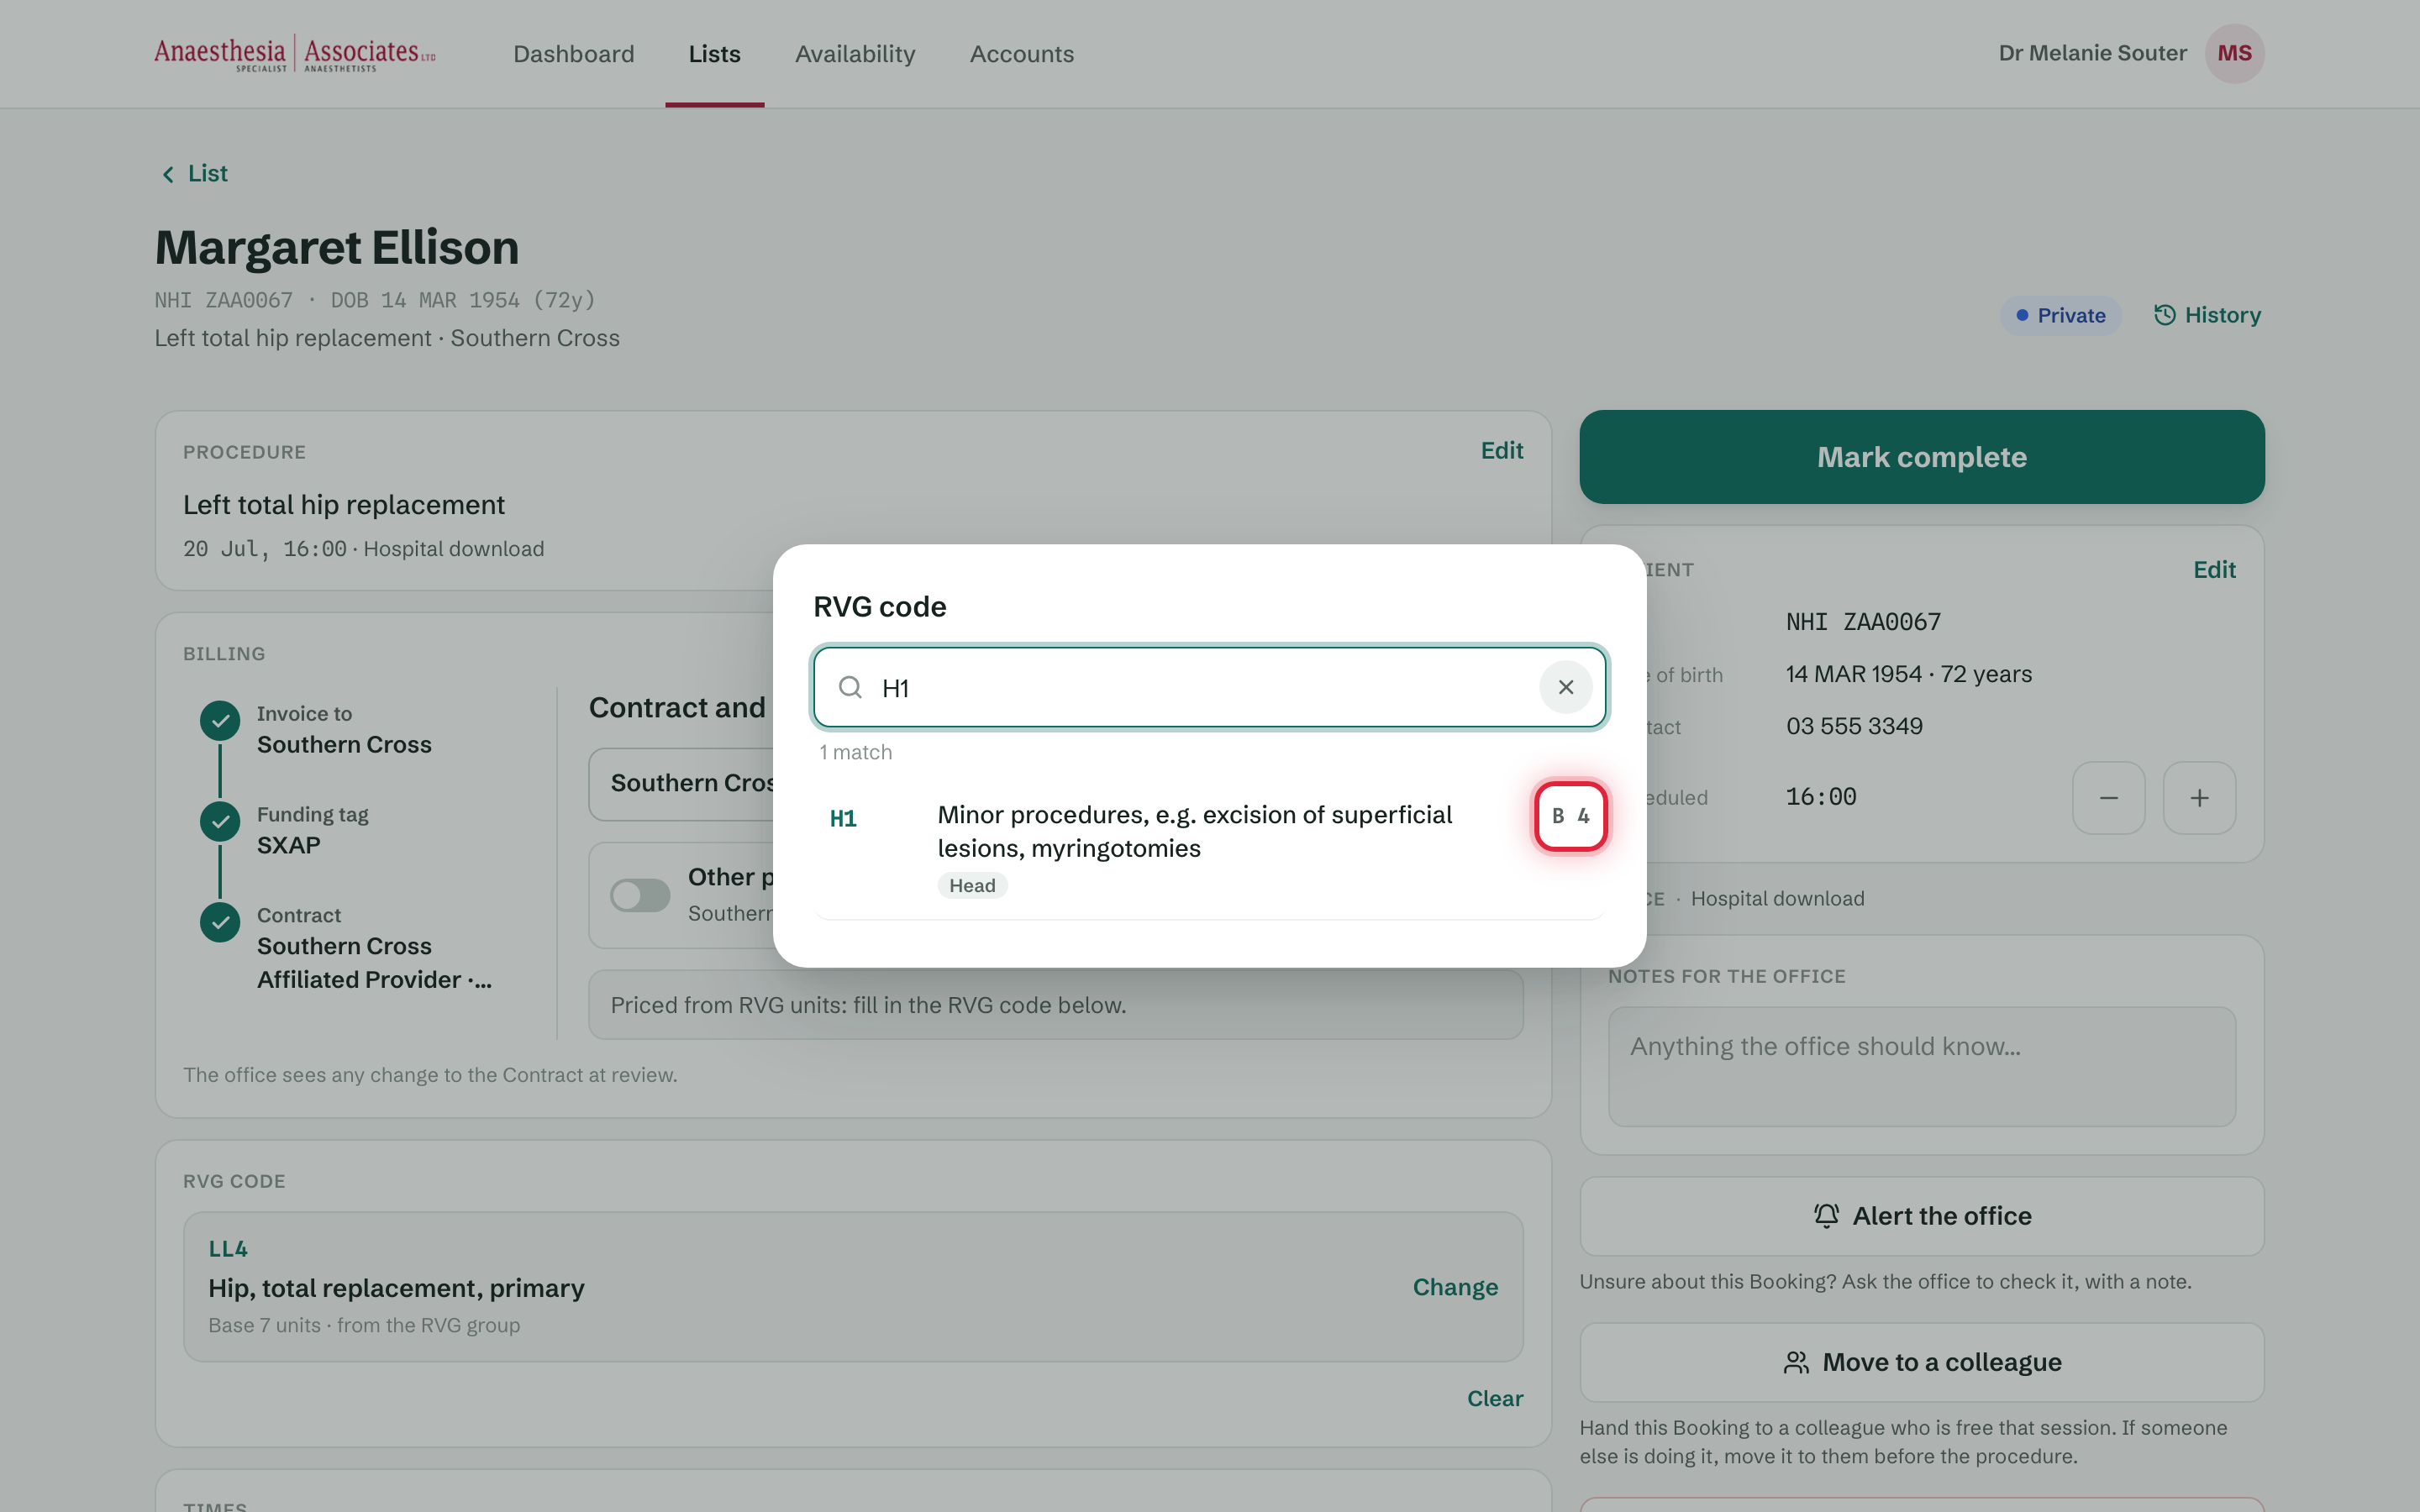 Anaesthesia Associates LTD
SPECIALIST ANAESTHETISTS
Dashboard
Lists
Availability
Accounts
Dr Melanie Souter
MS
List
Margaret Ellison
NHI ZAA0067 · DOB 14 MAR 1954 (72y)
Left total hip replacement · Southern Cross
Private
History
PROCEDURE
Edit
Left total hip replacement
20 Jul, 16:00 · Hospital download
BILLING
Invoice to
Southern Cross
Funding tag
SXAP
Contract
Southern Cross
Affiliated Provider ·…
Contract and
Other p
Priced from RVG units: fill in the RVG code below.
The office sees any change to the Contract at review.
RVG code
H1
1 match
H1
Minor procedures, e.g. excision of superficial
lesions, myringotomies
Head
B 4
RVG CODE
LL4
Hip, total replacement, primary
Base 7 units · from the RVG group
Change
Clear
TIMES
Mark complete
Edit
NHI ZAA0067
of birth
14 MAR 1954 · 72 years
03 555 3349
16:00
Hospital download
NOTES FOR THE OFFICE
Anything the office should know…
Alert the office
Unsure about this Booking? Ask the office to check it, with a note.
Move to a colleague
Hand this Booking to a colleague who is free that session. If someone
else is doing it, move it to them before the procedure.